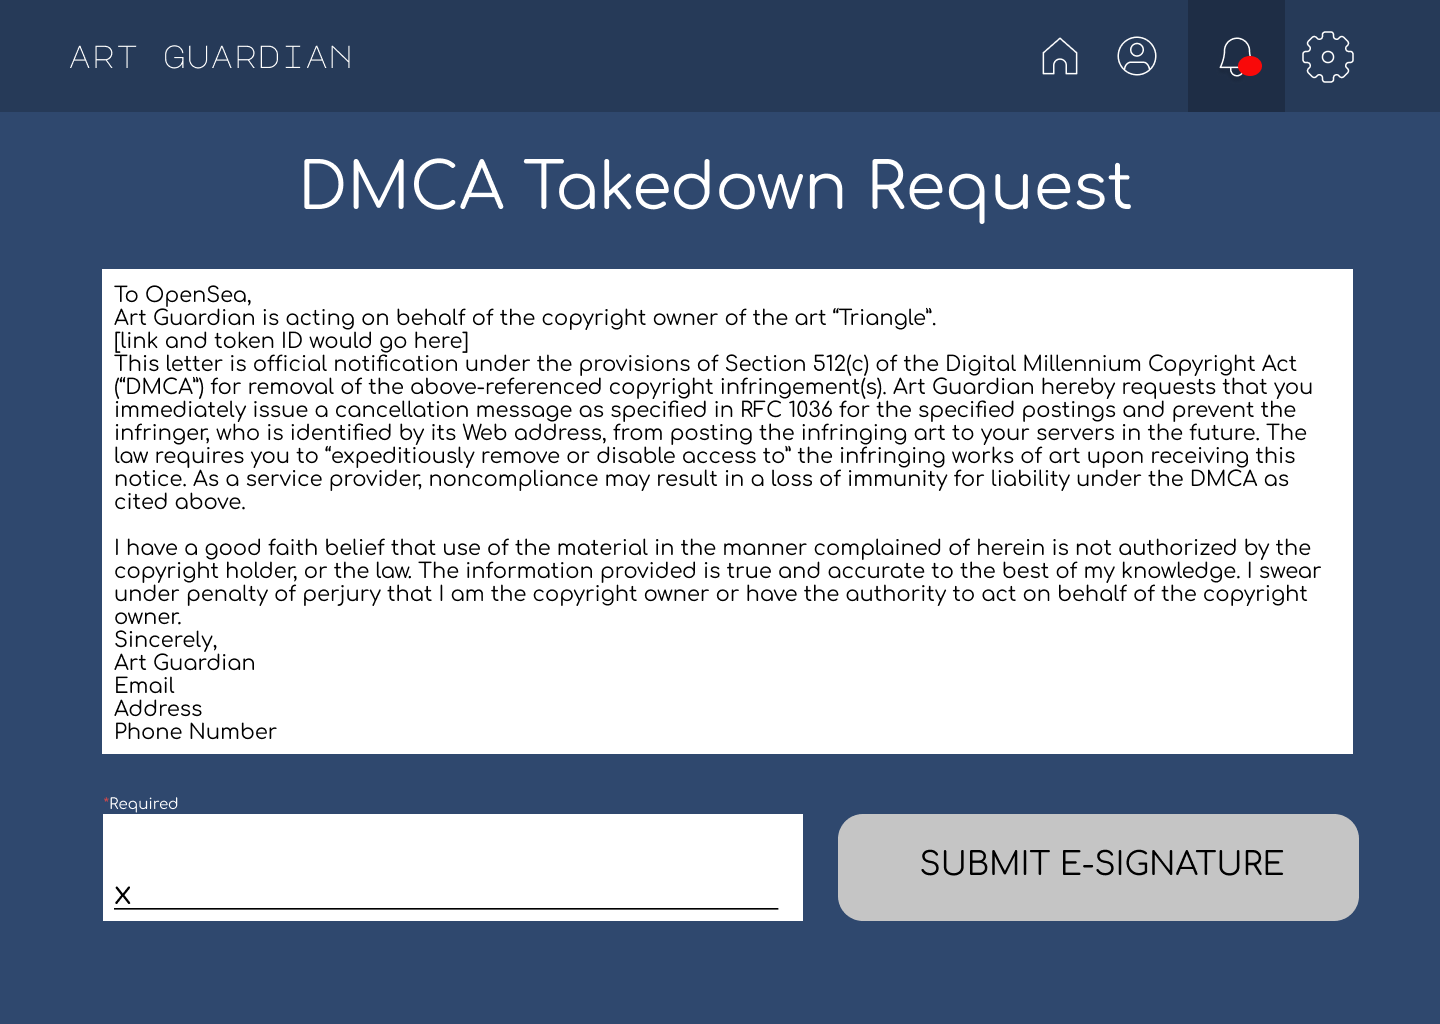 ART GUARDIAN
DMCA Takedown Request
To OpenSea,
Art Guardian is acting on behalf of the copyright owner of the art “Triangle”.
[link and token ID would go here]
This letter is official notification under the provisions of Section 512(c) of the Digital Millennium Copyright Act
(“DMCA”) for removal of the above-referenced copyright infringement(s). Art Guardian hereby requests that you
immediately issue a cancellation message as specified in RFC 1036 for the specified postings and prevent the
infringer, who is identified by its Web address, from posting the infringing art to your servers in the future. The
law requires you to “expeditiously remove or disable access to” the infringing works of art upon receiving this
notice. As a service provider, noncompliance may result in a loss of immunity for liability under the DMCA as
cited above.
I have a good faith belief that use of the material in the manner complained of herein is not authorized by the
copyright holder, or the law. The information provided is true and accurate to the best of my knowledge. I swear
under penalty of perjury that I am the copyright owner or have the authority to act on behalf of the copyright
owner.
Sincerely,
Art Guardian
Email
Address
Phone Number
*Required
X
SUBMIT E-SIGNATURE